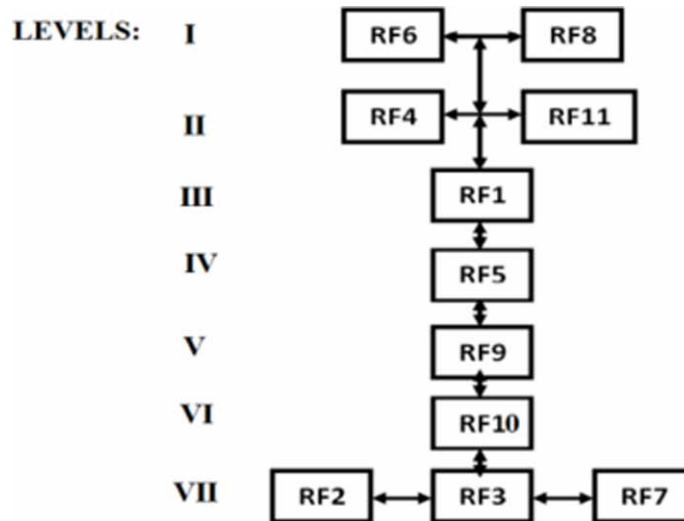 LEVELS: I RF6 RF8
II RF4 RF11
III RF1
IV RF5
V RF9
VI RF10
VII RF2 RF3 RF7